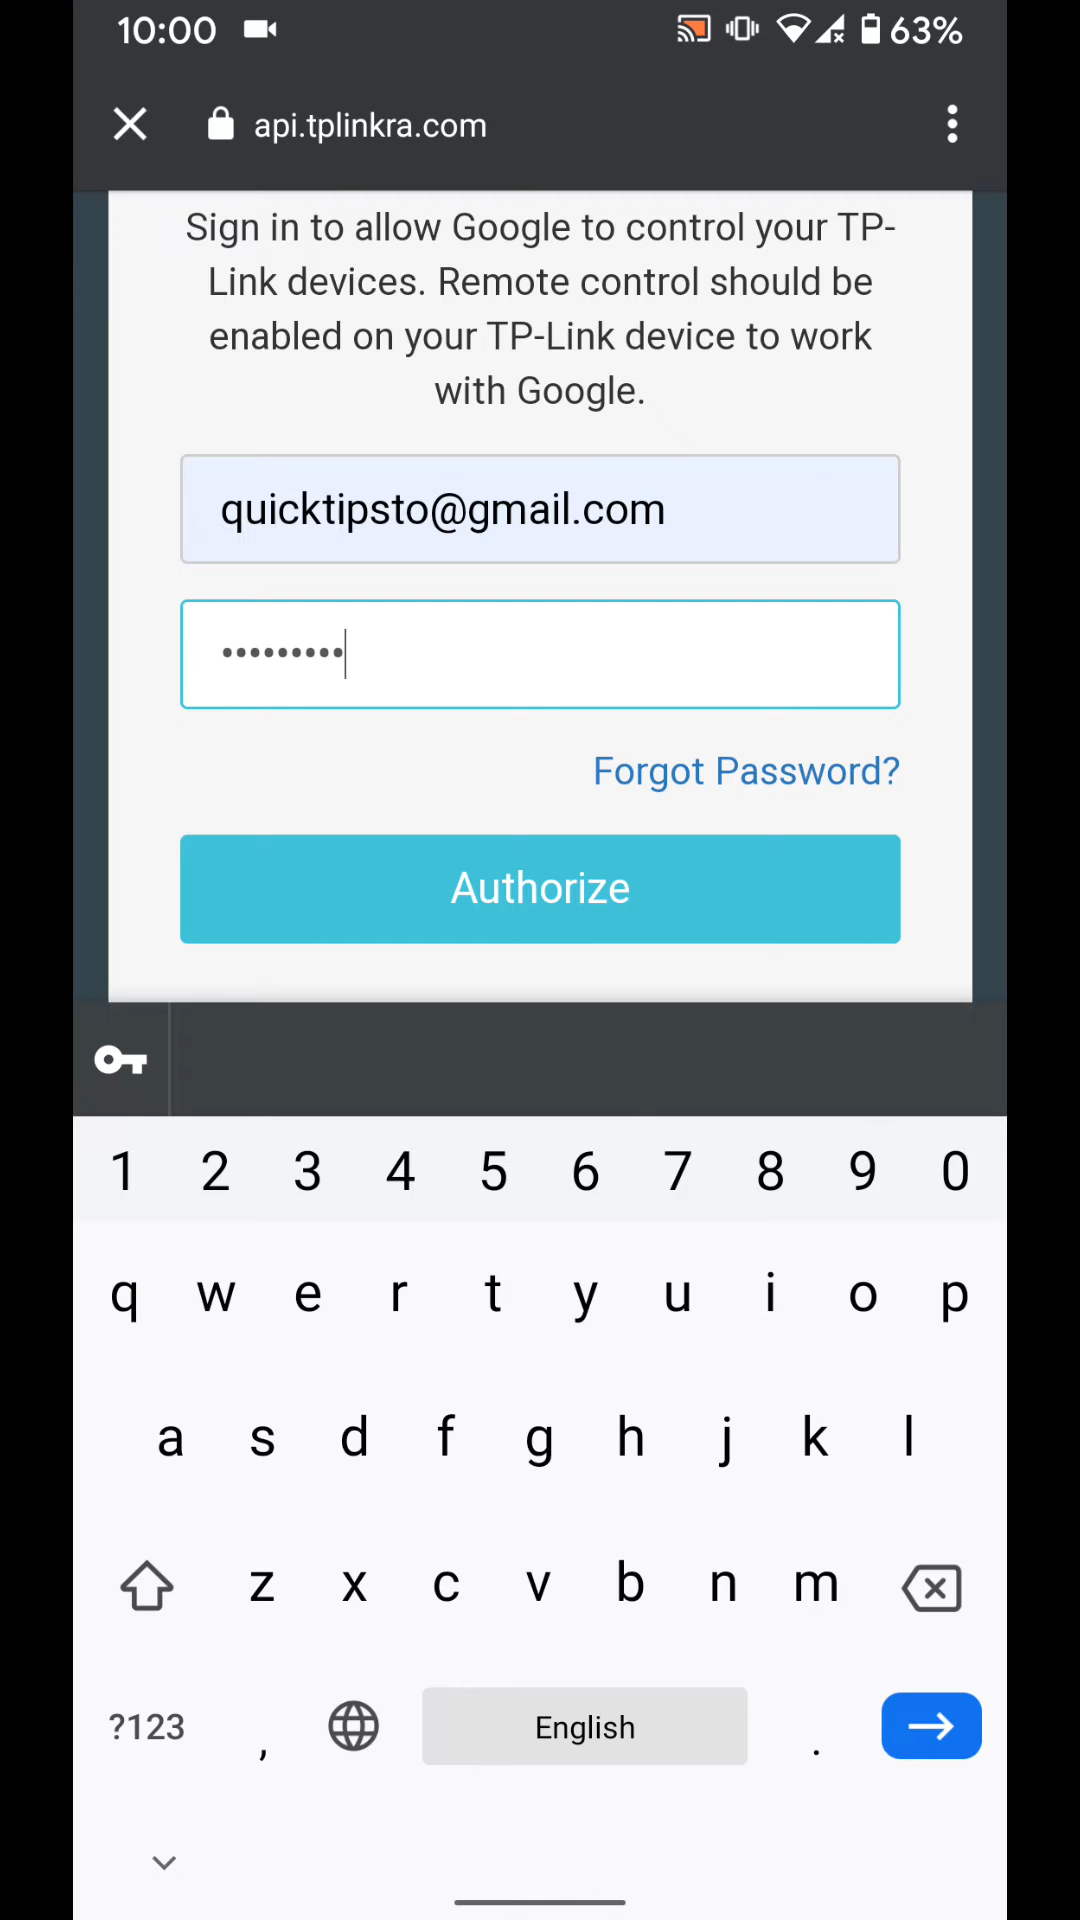 10:00
63%
api.tplinkra.com
Sign in to allow Google to control your TP-
Link devices. Remote control should be
enabled on your TP-Link device to work
with Google.
quicktipsto@gmail.com
•••••••••
Forgot Password?
Authorize
1 2 3 4 5 6 7 8 9 0
q w e r t y u i o p
a s d f g h j k l
z x c v b n m
?123 , English .